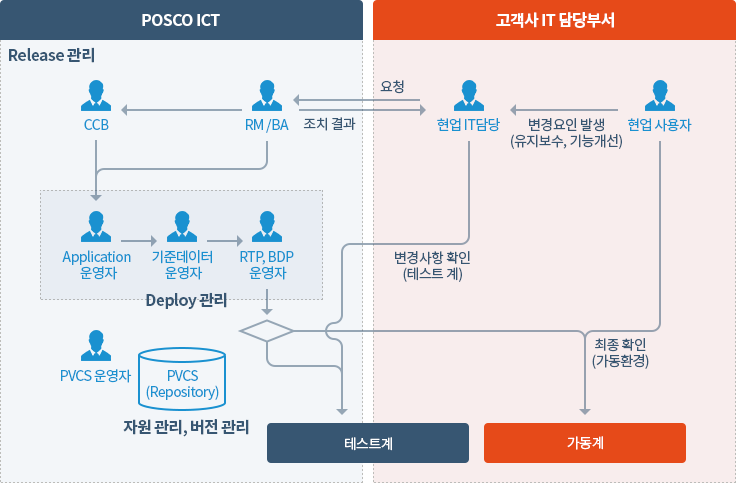 POSCO ICT
고객사 IT 담당부서
Release 관리
요청
CCB
RM /BA
조치 결과
현업 IT담당
변경요인 발생
(유지보수, 기능개선)
현업 사용자
Application
운영자
기준데이터
운영자
RTP, BDP
운영자
변경사항 확인
(테스트 계)
Deploy 관리
최종 확인
(가동환경)
PVCS 운영자
PVCS
(Repository)
자원 관리, 버전 관리
테스트계
가동계